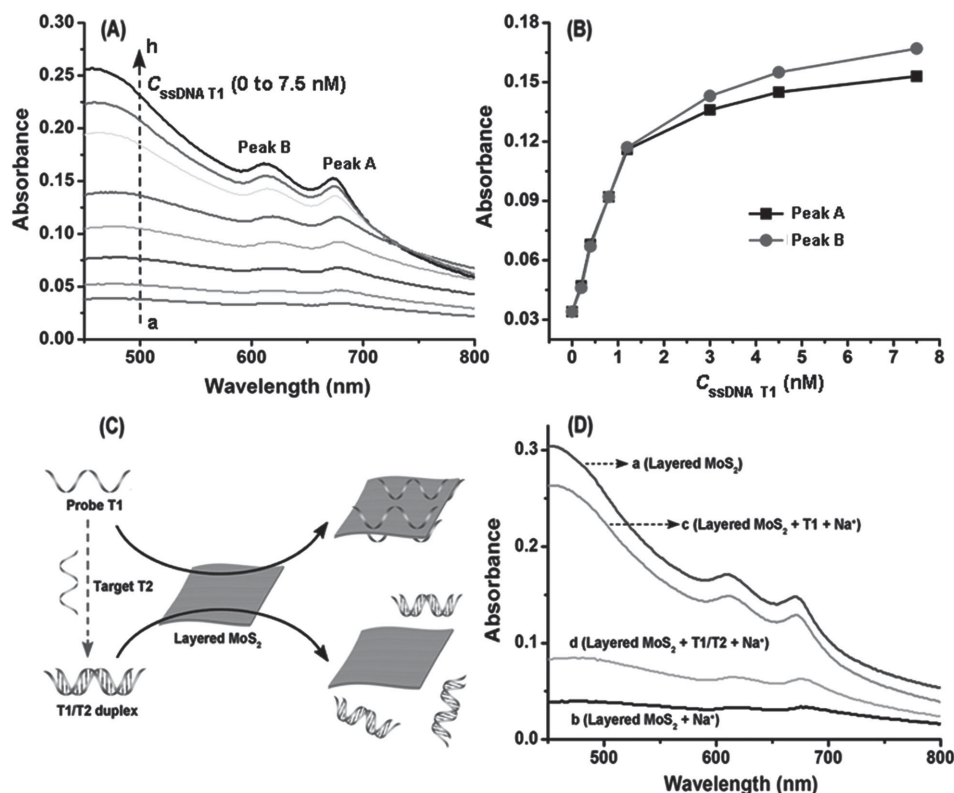 (A)
0.30
0.25
0.20
0.15
0.10
0.05
0.00
Absorbance
h
C ssDNA T1 (0 to 7.5 nM)
Peak B
Peak A
a
500 600 700 800
Wavelength (nm)
(B)
0.18
0.15
0.12
0.09
0.06
0.03
Absorbance
Peak A
Peak B
0 1 2 3 4 5 6 7 8
C ssDNA T1 (nM)
(C)
Probe T1
Target T2
Layered MoS2
T1/T2 duplex
(D)
0.3
0.2
0.1
0.0
Absorbance
a (Layered MoS2)
c (Layered MoS2 + T1 + Na+)
d (Layered MoS2 + T1/T2 + Na+)
b (Layered MoS2 + Na+)
500 600 700 800
Wavelength (nm)